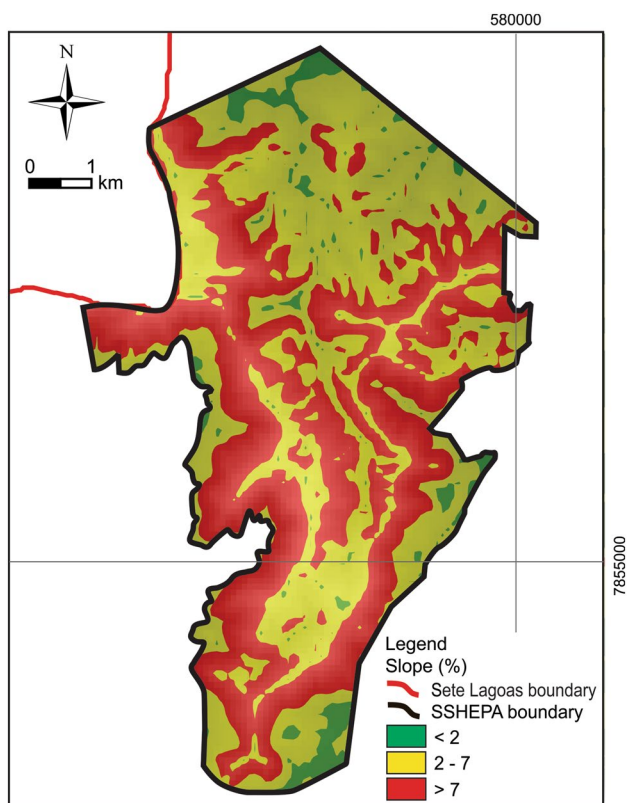 580000
N
0 1
km
7855000
Legend
Slope (%)
Sete Lagoas boundary
SSHEPA boundary
< 2
2 - 7
> 7